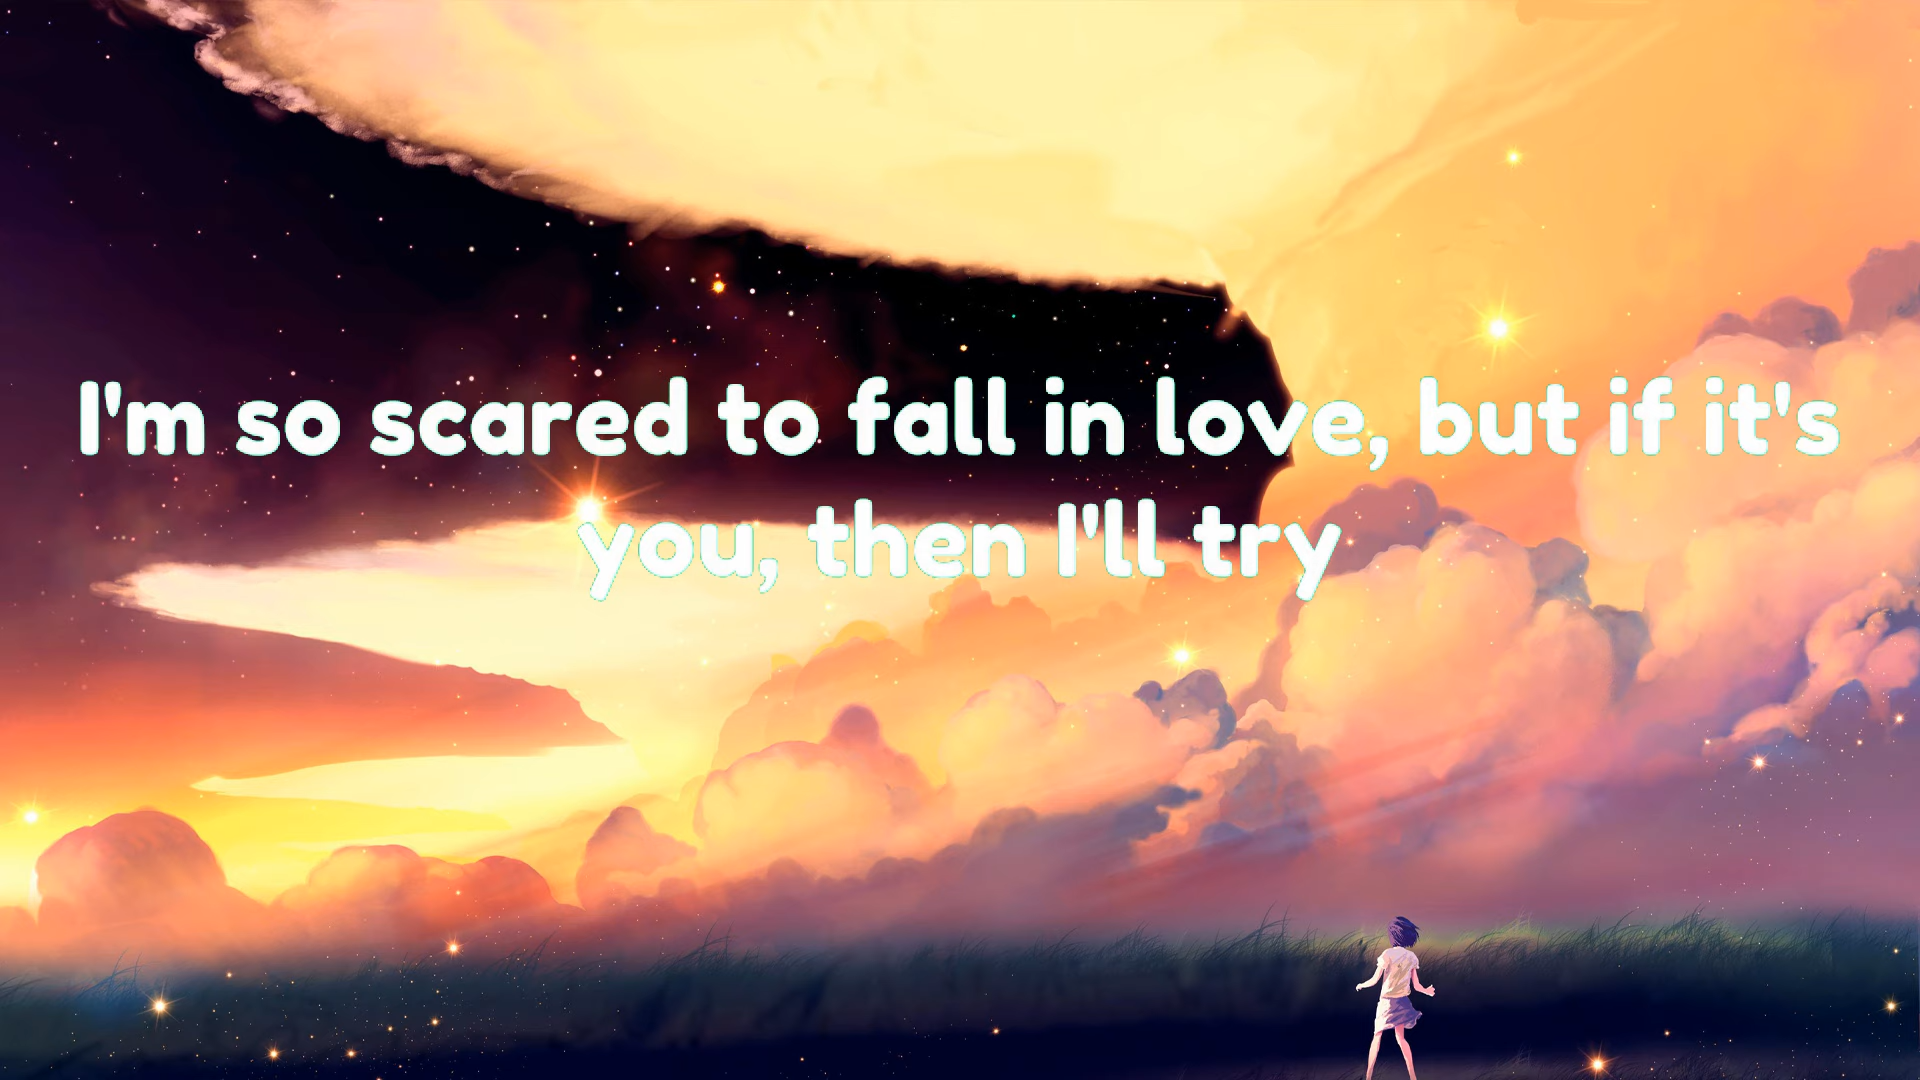 I'm so scared to fall in love, but if it's
you, then I'll try